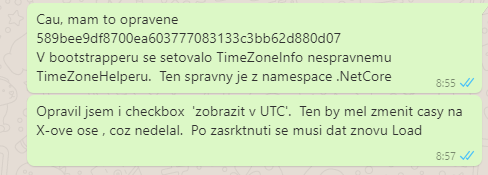 Cau, mam to opravene
589bee9df8700ea603777083133c3bb62d880d07
V bootstrapperu se setovalo TimeZoneInfo nespravnemu
TimeZoneHelperu.  Ten spravny je z namespace .NetCore
8:55
Opravil jsem i checkbox  'zobrazit v UTC'.  Ten by mel zmenit casy na
X-ove ose , coz nedelal.  Po zasrktnuti se musi dat znovu Load
8:57